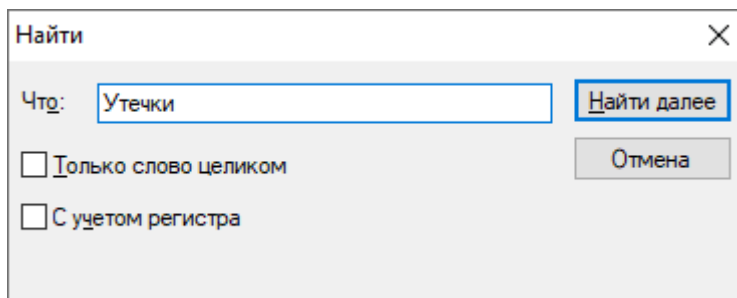 Найти
Что: Утечки Найти далее
Только слово целиком Отмена
С учетом регистра